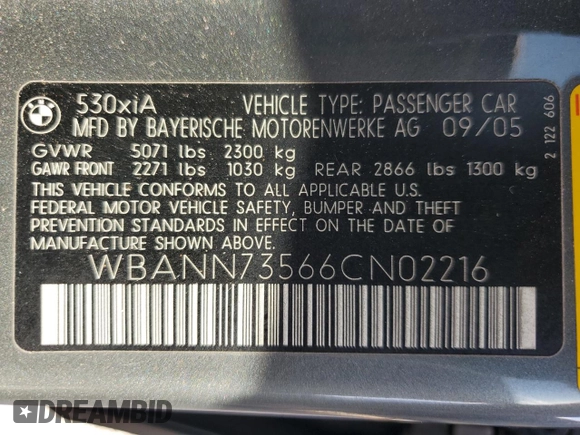 BMW
530xiA VEHICLE TYPE: PASSENGER CAR
MFD BY BAYERISCHE MOTORENWERKE AG 09/05
GVWR 5071 lbs 2300 kg
GAWR FRONT 2271 lbs 1030 kg REAR 2866 lbs 1300 kg
THIS VEHICLE CONFORMS TO ALL APPLICABLE U.S.
FEDERAL MOTOR VEHICLE SAFETY, BUMPER AND THEFT
PREVENTION STANDARDS IN EFFECT ON THE DATE OF
MANUFACTURE SHOWN ABOVE.
WBANN73566CN02216
2 122 606
DREAMBID